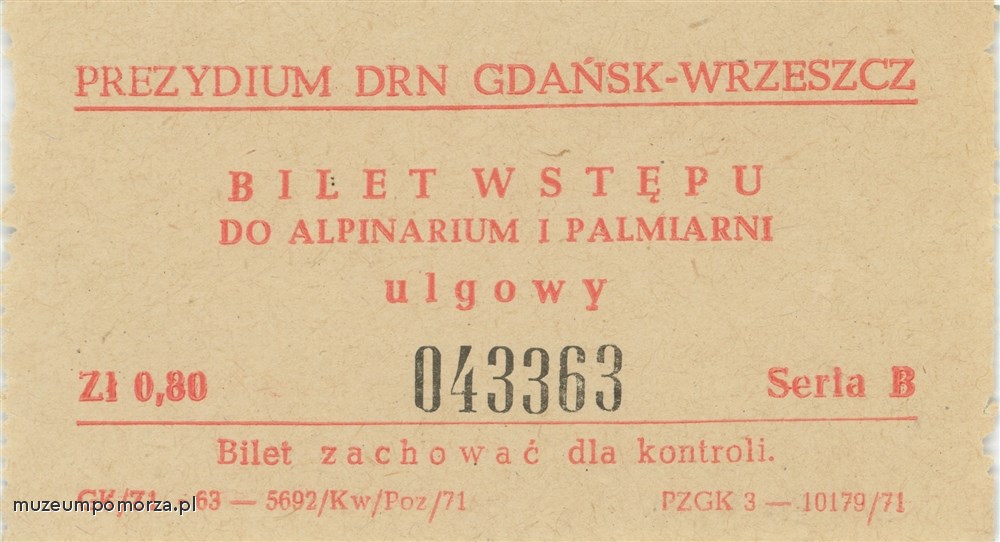 PREZYDIUM DRN GDAŃSK-WRZESZCZ
BILET WSTĘPU
DO ALPINARIUM I PALMIARNI
ulgowy
Zł 0,80 043363 Seria B
Bilet zachować dla kontroli.
63 — 5692/Kw/Poz/71 PZGK 3 — 10179/71
muzeumpomorza.pl